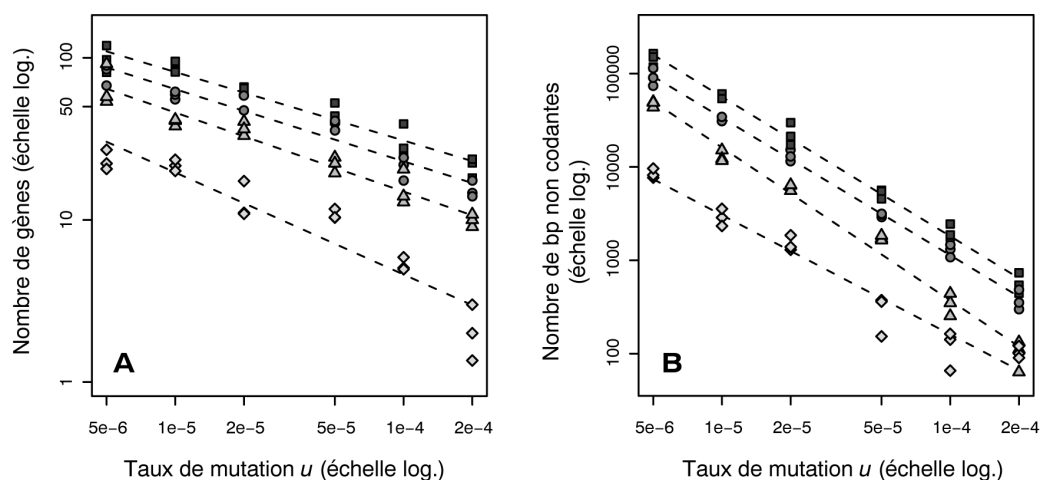 Nombre de gènes (échelle log.)
100
50
10
1
A
5e−6 1e−5 2e−5 5e−5 1e−4 2e−4
Taux de mutation u (échelle log.)
Nombre de bp non codantes
(échelle log.)
100000
10000
1000
100
B
5e−6 1e−5 2e−5 5e−5 1e−4 2e−4
Taux de mutation u (échelle log.)